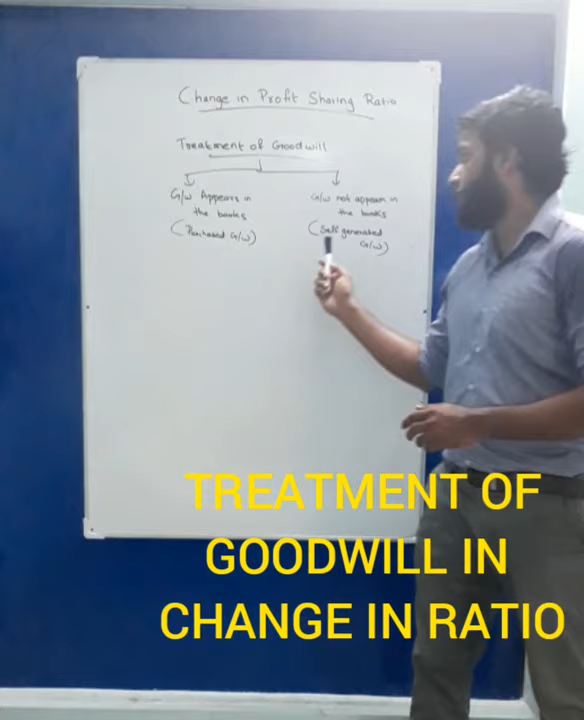 Change in Profit Sharing Ratio
Treatment of Goodwill
G/w Appears in
the books
(Purchased G/w)
G/w not appear in
the books
(Self generated
G/w)
TREATMENT OF
GOODWILL IN
CHANGE IN RATIO